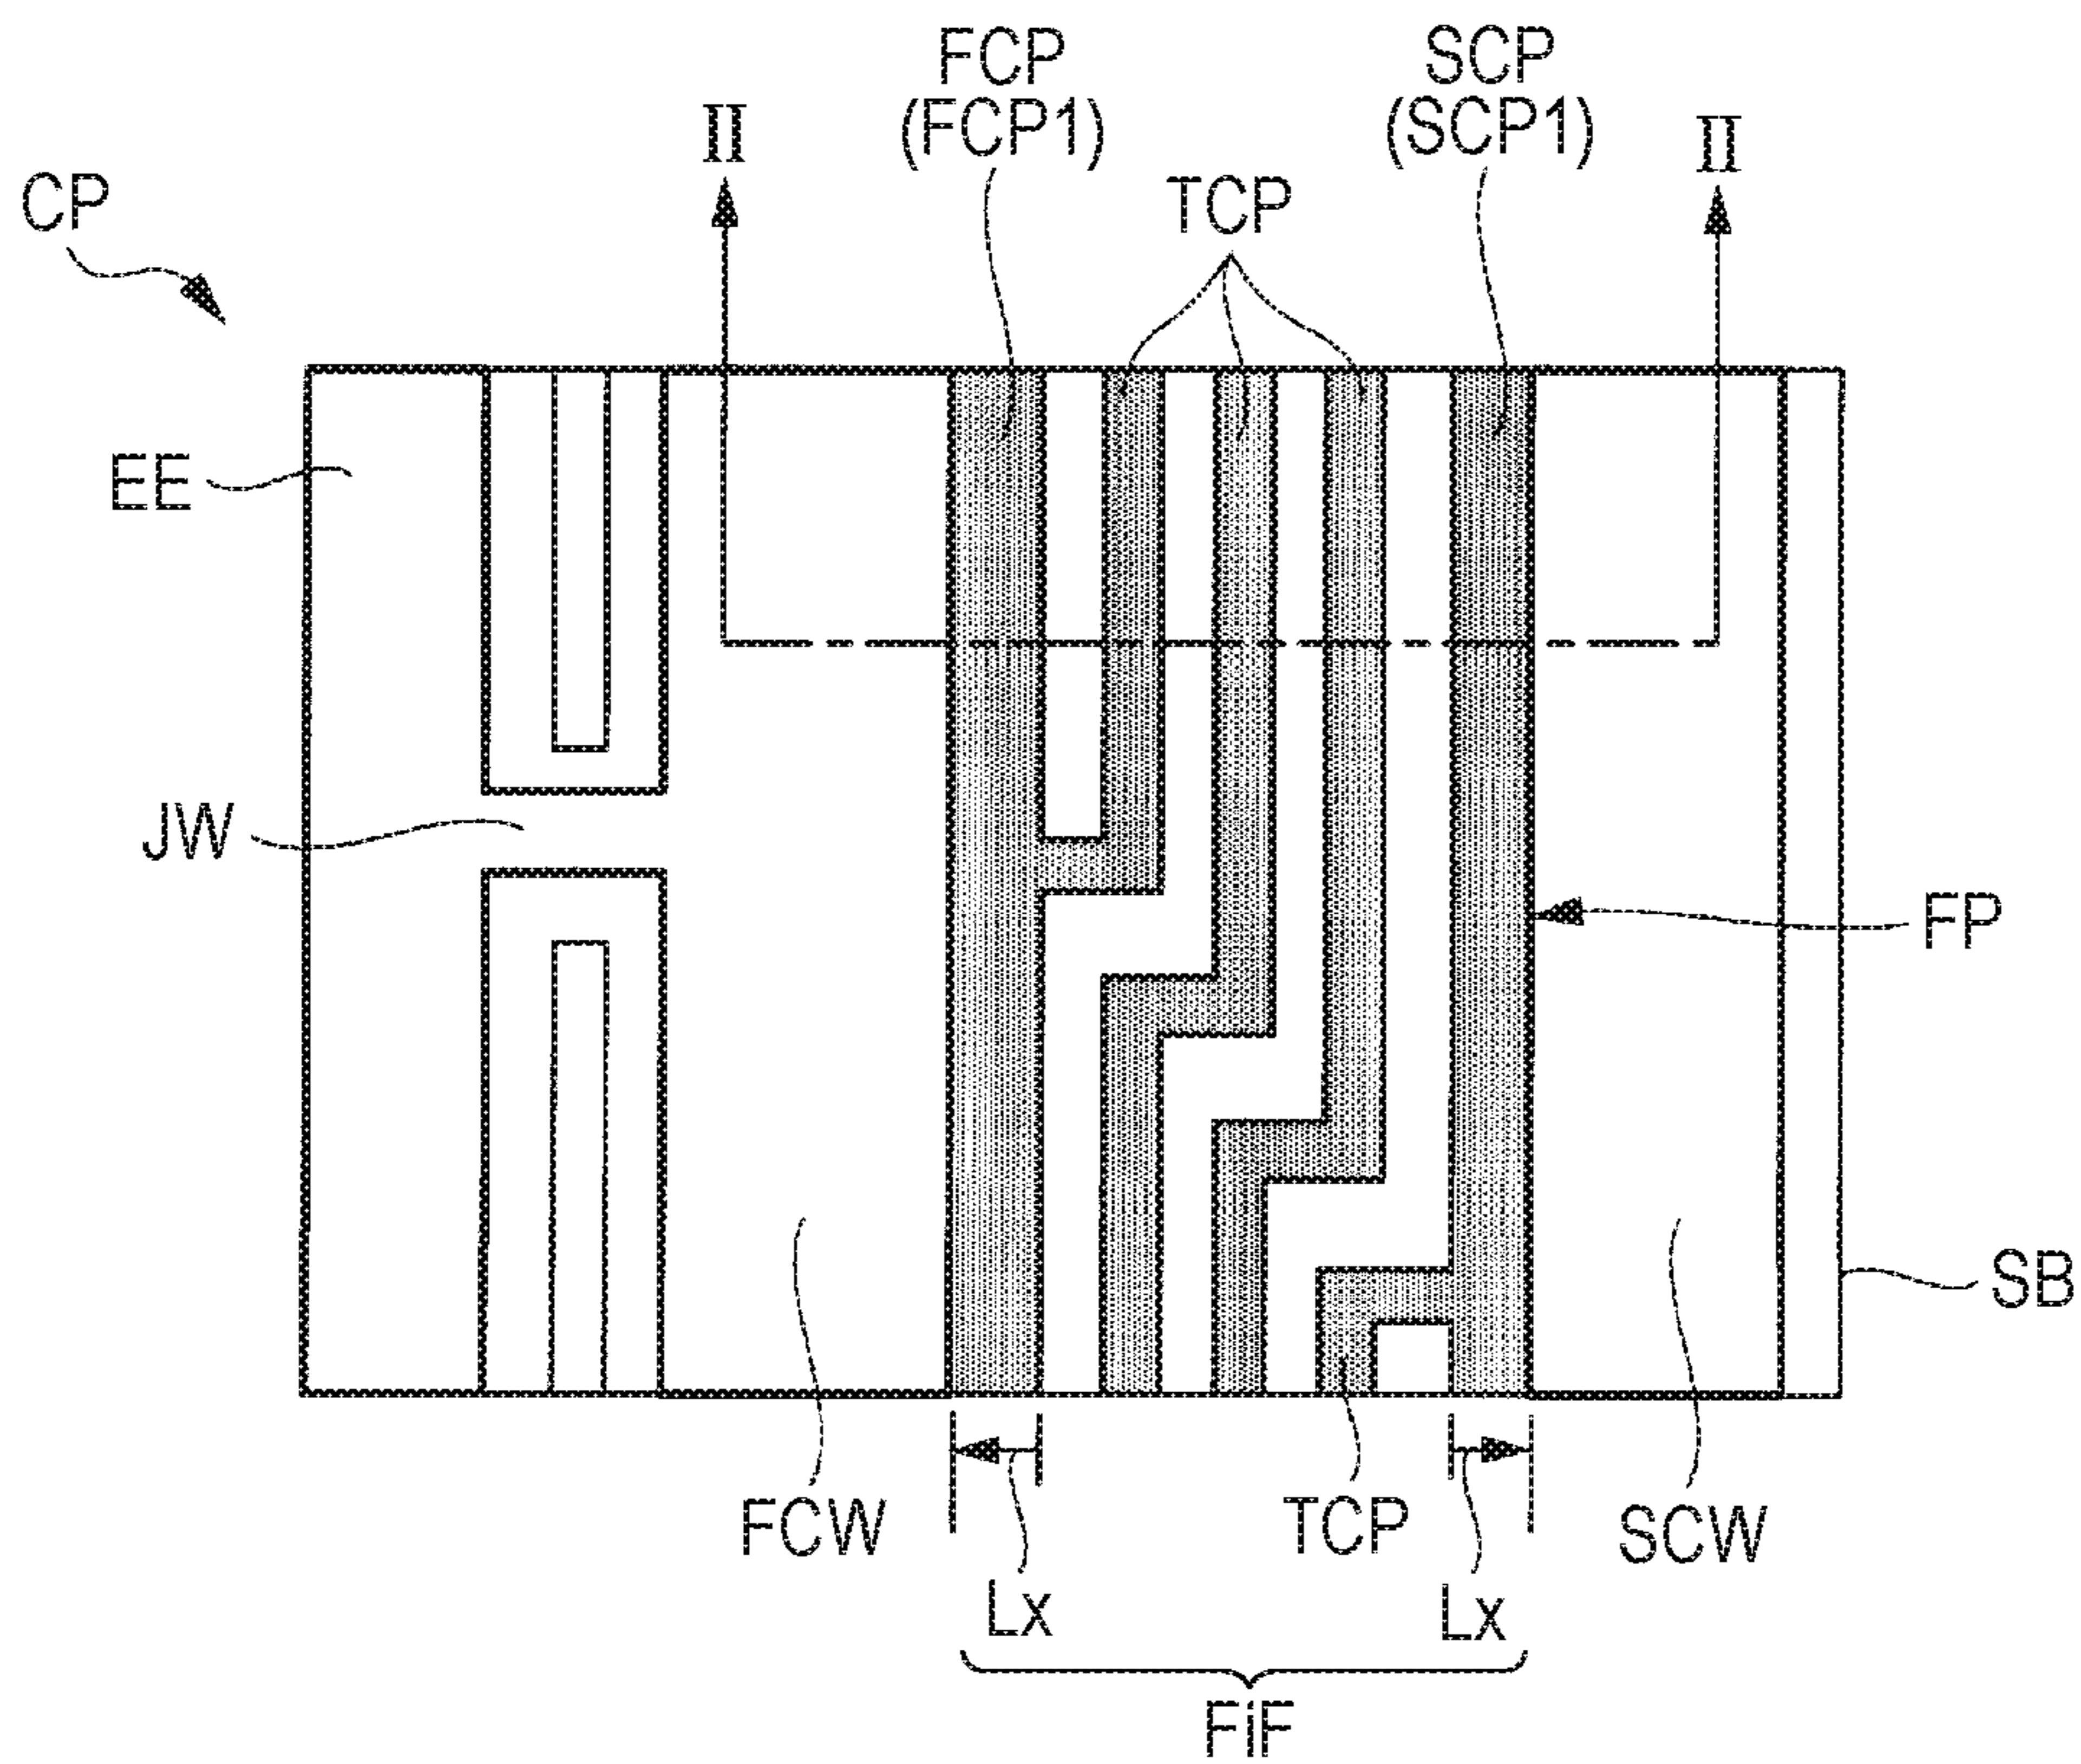 FCP
(FCP1)
SCP
(SCP1)
II
II
TCP
CP
EE
JW
FP
SB
FCW
TCP
SCW
Lx
Lx
FiF